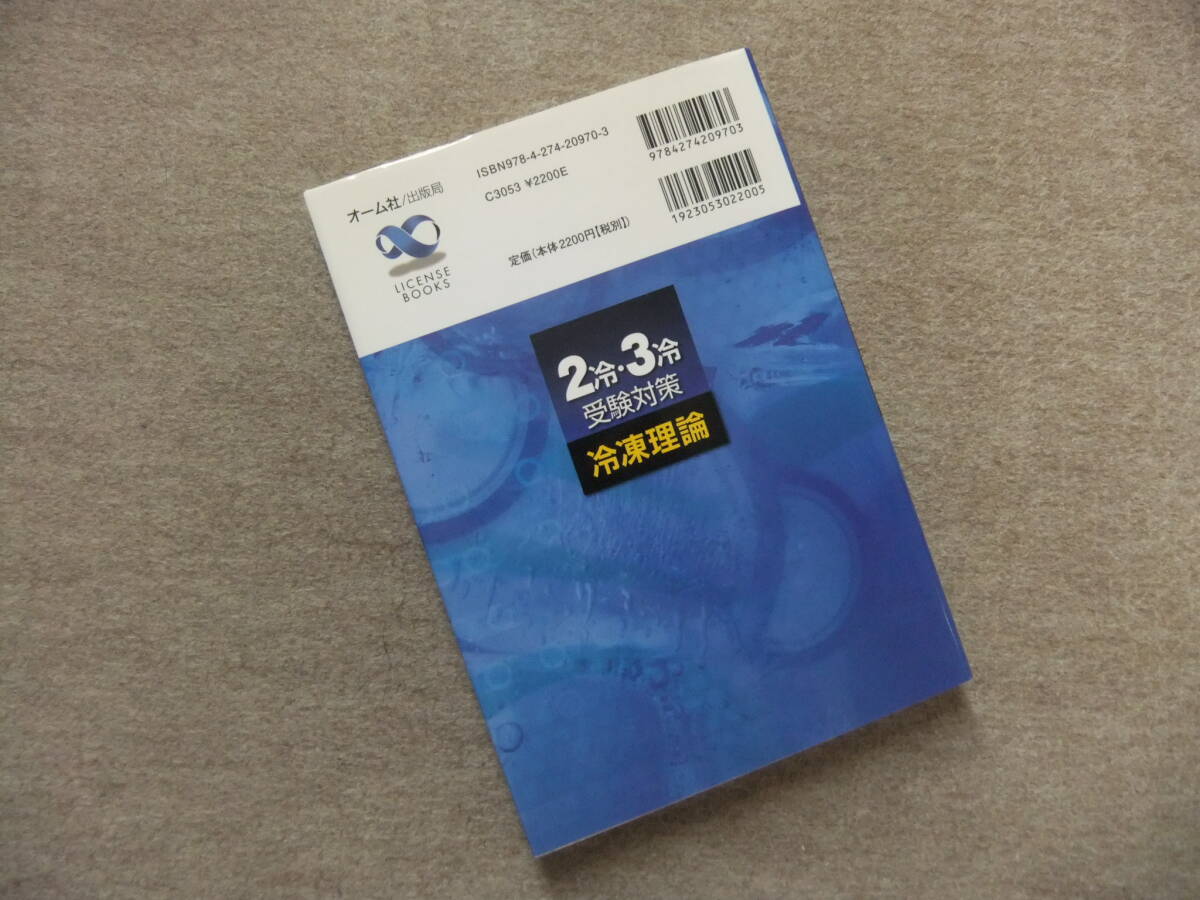 オーム社/出版局
LICENSE
BOOKS
ISBN978-4-274-20970-3
C3053 ¥2200E
定価(本体2200円【税別】)
9784274209703
1923053022005
2冷・3冷
受験対策
冷凍理論